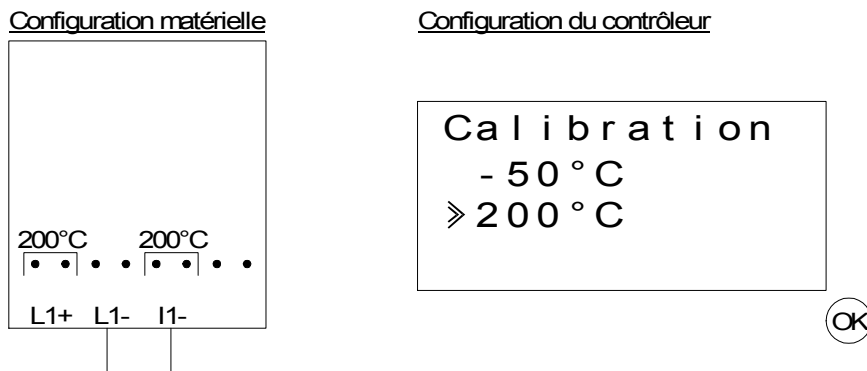 Configuration matérielle
Configuration du contrôleur
Calibration
-50°C
»200°C
200°C 200°C
L1+ L1- I1-
OK